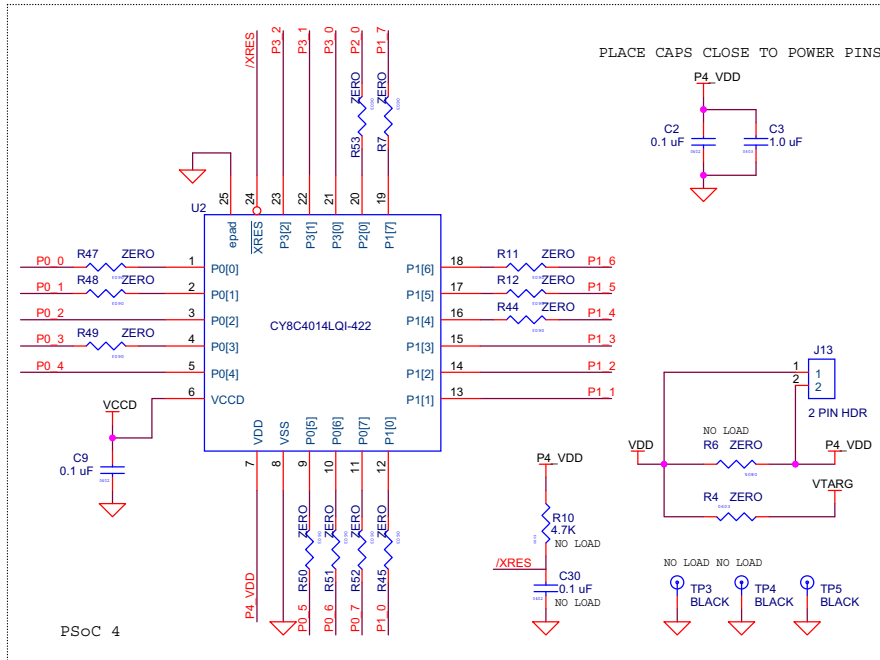 /XRES
P3_2
P3_1
P3_0
P2_0
P1_7
PLACE CAPS CLOSE TO POWER PINS
P4_VDD
C2
0.1 uF
C3
1.0 uF
ZERO
ZERO
R53
R7
25
24
23
22
21
20
19
U2
epad
XRES
P3[2]
P3[1]
P3[0]
P2[0]
P1[7]
P0_0 R47 ZERO 1 P0[0]
P0_1 R48 ZERO 2 P0[1]
P0_2 3 P0[2]
P0_3 R49 ZERO 4 P0[3]
P0_4 5 P0[4]
6 VCCD
CY8C4014LQI-422
P1[6] 18 R11 ZERO P1_6
P1[5] 17 R12 ZERO P1_5
P1[4] 16 R44 ZERO P1_4
P1[3] 15 P1_3
P1[2] 14 P1_2
P1[1] 13 P1_1
VCCD
C9
0.1 uF
VDD
VSS
P0[5]
P0[6]
P0[7]
P1[0]
7
8
9
10
11
12
ZERO
ZERO
ZERO
ZERO
R50
R51
R52
R45
P4_VDD
P0_5
P0_6
P0_7
P1_0
P4_VDD
R10
4.7K
NO LOAD
/XRES
C30
0.1 uF
NO LOAD
J13
1 1
2 2
2 PIN HDR
NO LOAD
VDD R6 ZERO P4_VDD
VTARG
R4 ZERO
NO LOAD NO LOAD
TP3
BLACK
TP4
BLACK
TP5
BLACK
PSoC 4